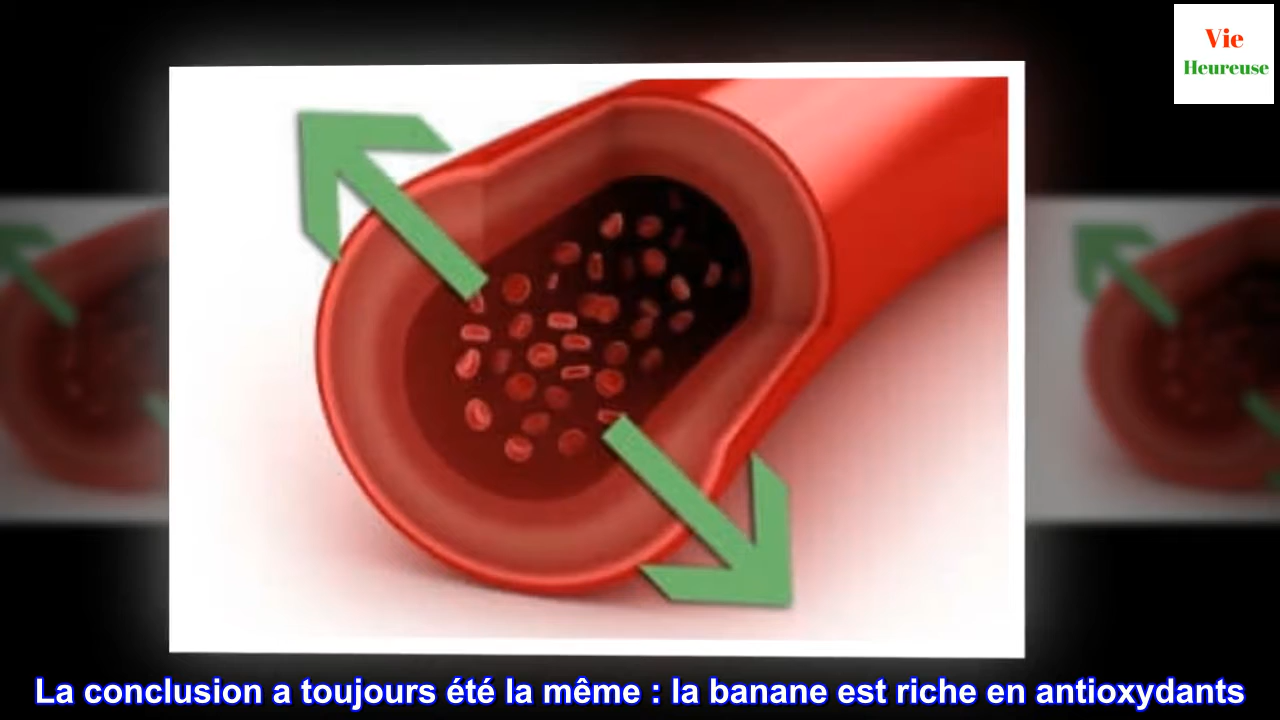 Vie
Heureuse
La conclusion a toujours été la même : la banane est riche en antioxydants